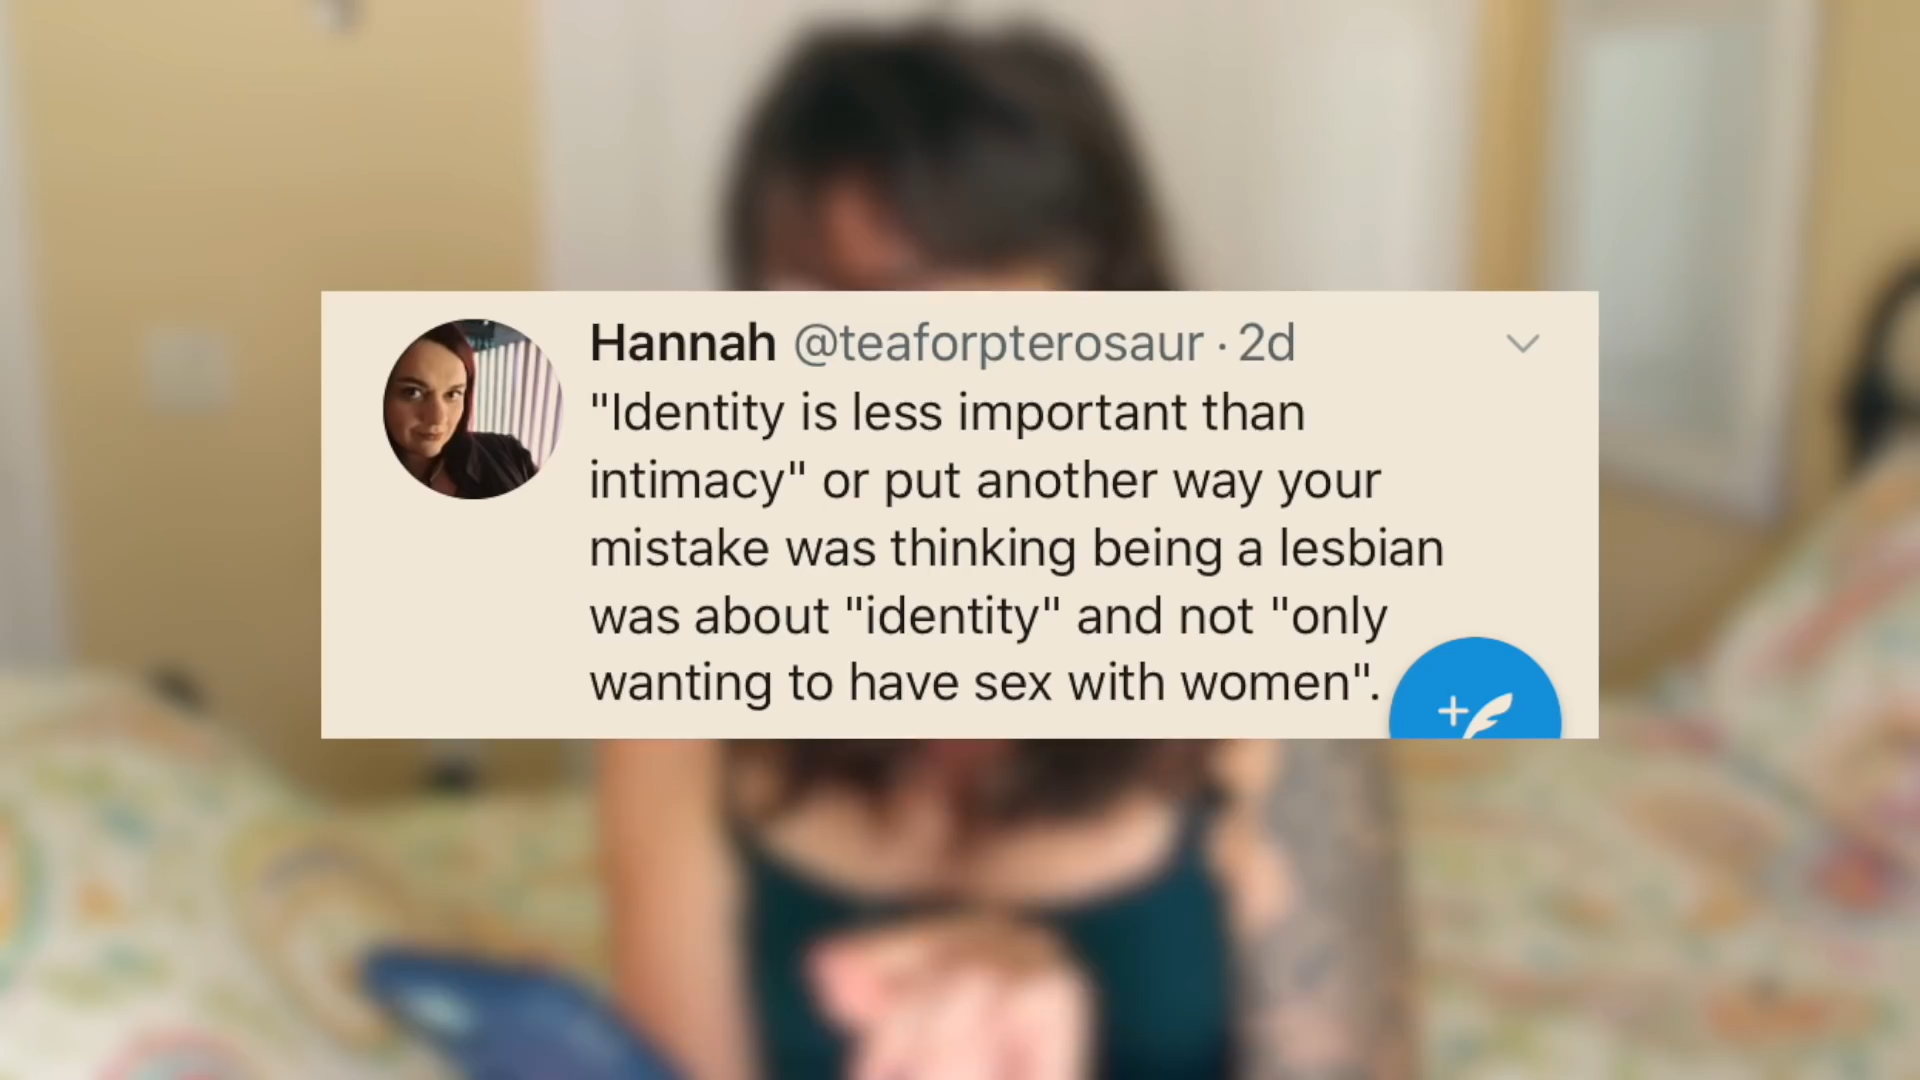 Hannah @teaforpterosaur · 2d
"Identity is less important than
intimacy" or put another way your
mistake was thinking being a lesbian
was about "identity" and not "only
wanting to have sex with women".